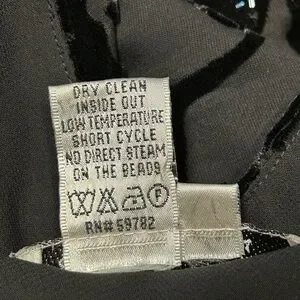 DRY CLEAN
INSIDE OUT
LOW TEMPERATURE
SHORT CYCLE
NO DIRECT STEAM
ON THE BEADS
RN# 59782